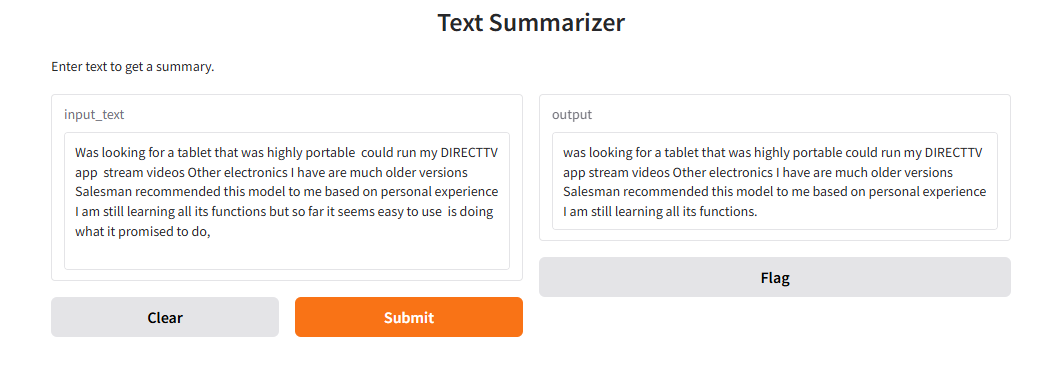 Text Summarizer
Enter text to get a summary.
input_text
Was looking for a tablet that was highly portable  could run my DIRECTTV
app  stream videos Other electronics I have are much older versions
Salesman recommended this model to me based on personal experience
I am still learning all its functions but so far it seems easy to use  is doing
what it promised to do,
Clear
Submit
output
was looking for a tablet that was highly portable could run my DIRECTTV
app stream videos Other electronics I have are much older versions
Salesman recommended this model to me based on personal experience
I am still learning all its functions.
Flag